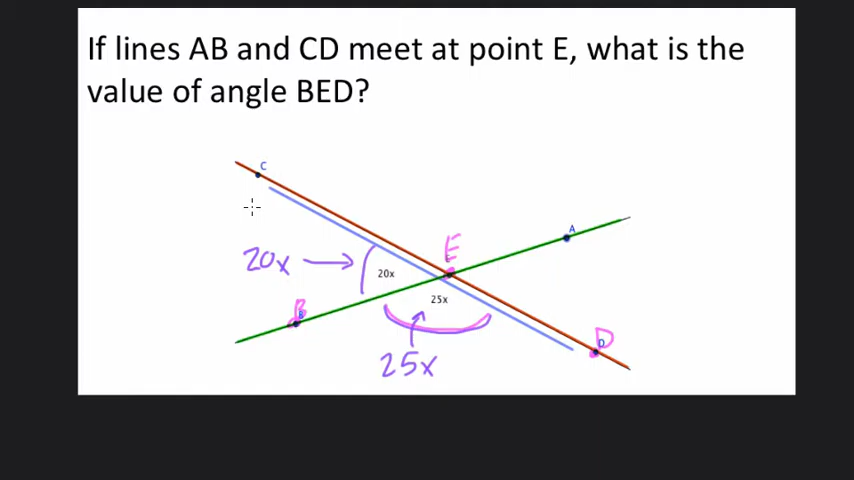 If lines AB and CD meet at point E, what is the
value of angle BED?
C
A
E
E
20x
20x
25x
B
B
D
D
25x